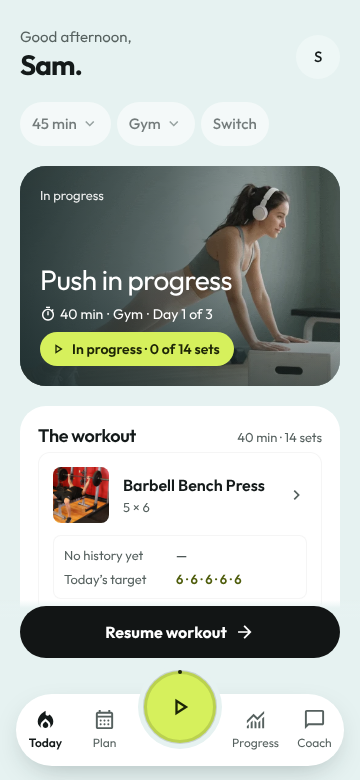 Good afternoon,
Sam.
S
45 min
Gym
Switch
In progress
Push in progress
40 min · Gym · Day 1 of 3
In progress · 0 of 14 sets
The workout
40 min · 14 sets
Barbell Bench Press
5 × 6
No history yet —
Today's target 6·6·6·6·6
Resume workout
Today
Plan
Progress
Coach